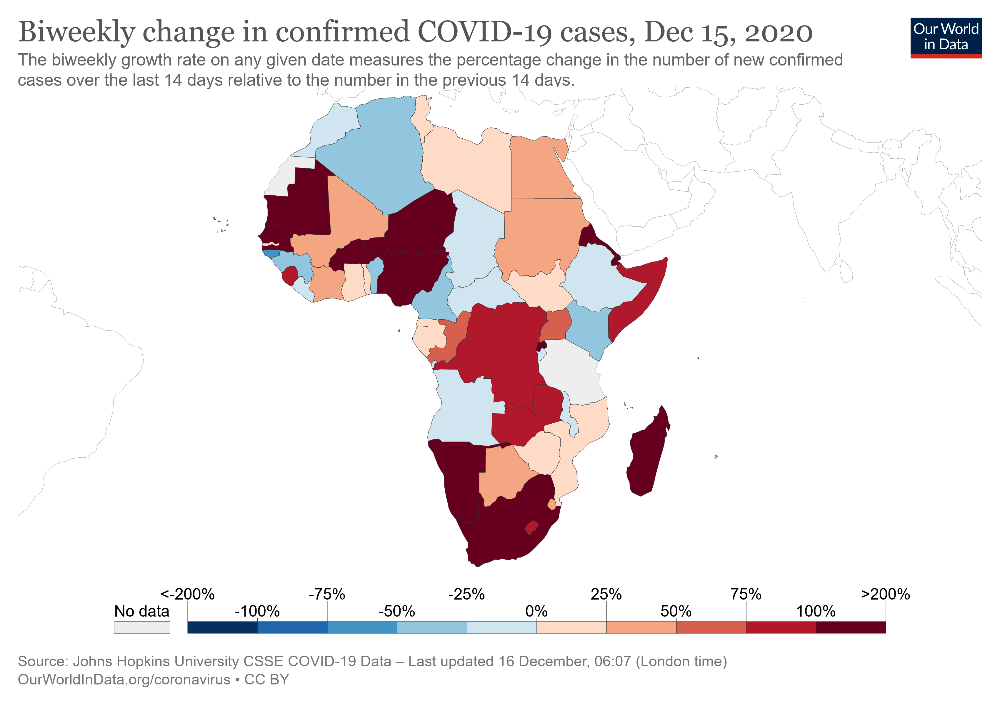 Biweekly change in confirmed COVID-19 cases, Dec 15, 2020
Our World
in Data
The biweekly growth rate on any given date measures the percentage change in the number of new confirmed
cases over the last 14 days relative to the number in the previous 14 days.
<-200% -75% -25% 25% 75% >200%
No data -100% -50% 0% 50% 100%
Source: Johns Hopkins University CSSE COVID-19 Data – Last updated 16 December, 06:07 (London time)
OurWorldInData.org/coronavirus • CC BY